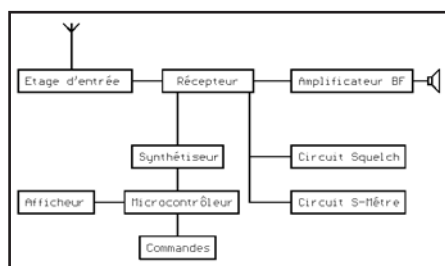 Etage d'entrée
Récepteur
Amplificateur BF
Synthétiseur
Circuit Squelch
Afficheur
Microcontrôleur
Circuit S-Mètre
Commandes